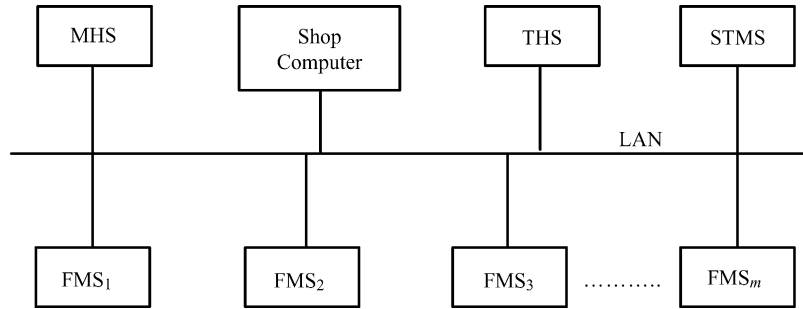 MHS
Shop
Computer
THS
STMS
LAN
FMS₁
FMS₂
FMS₃
………..
FMSₘ